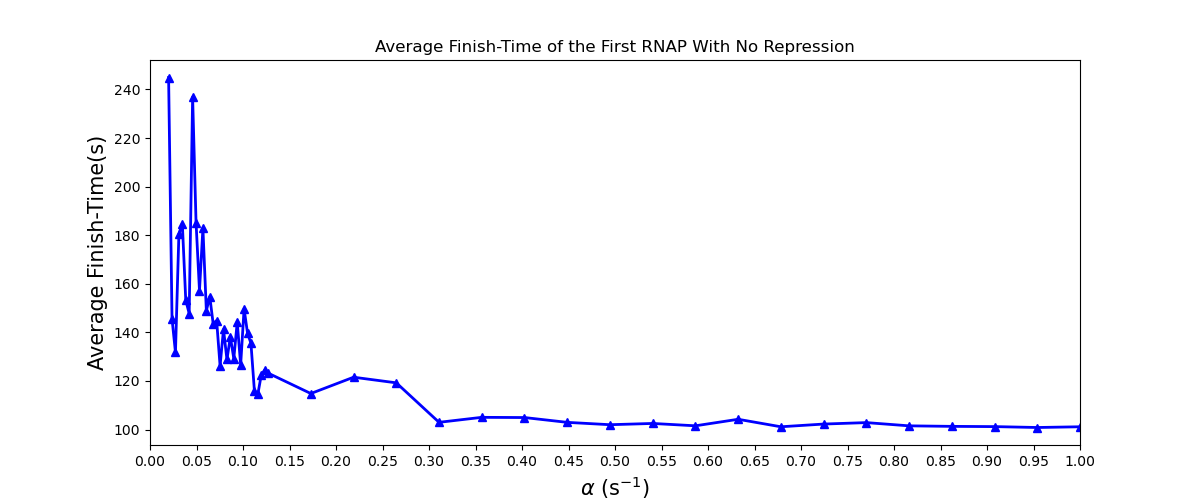 Average Finish-Time of the First RNAP With No Repression
Average Finish-Time(s)
240
220
200
180
160
140
120
100
0.00 0.05 0.10 0.15 0.20 0.25 0.30 0.35 0.40 0.45 0.50 0.55 0.60 0.65 0.70 0.75 0.80 0.85 0.90 0.95 1.00
α (s⁻¹)